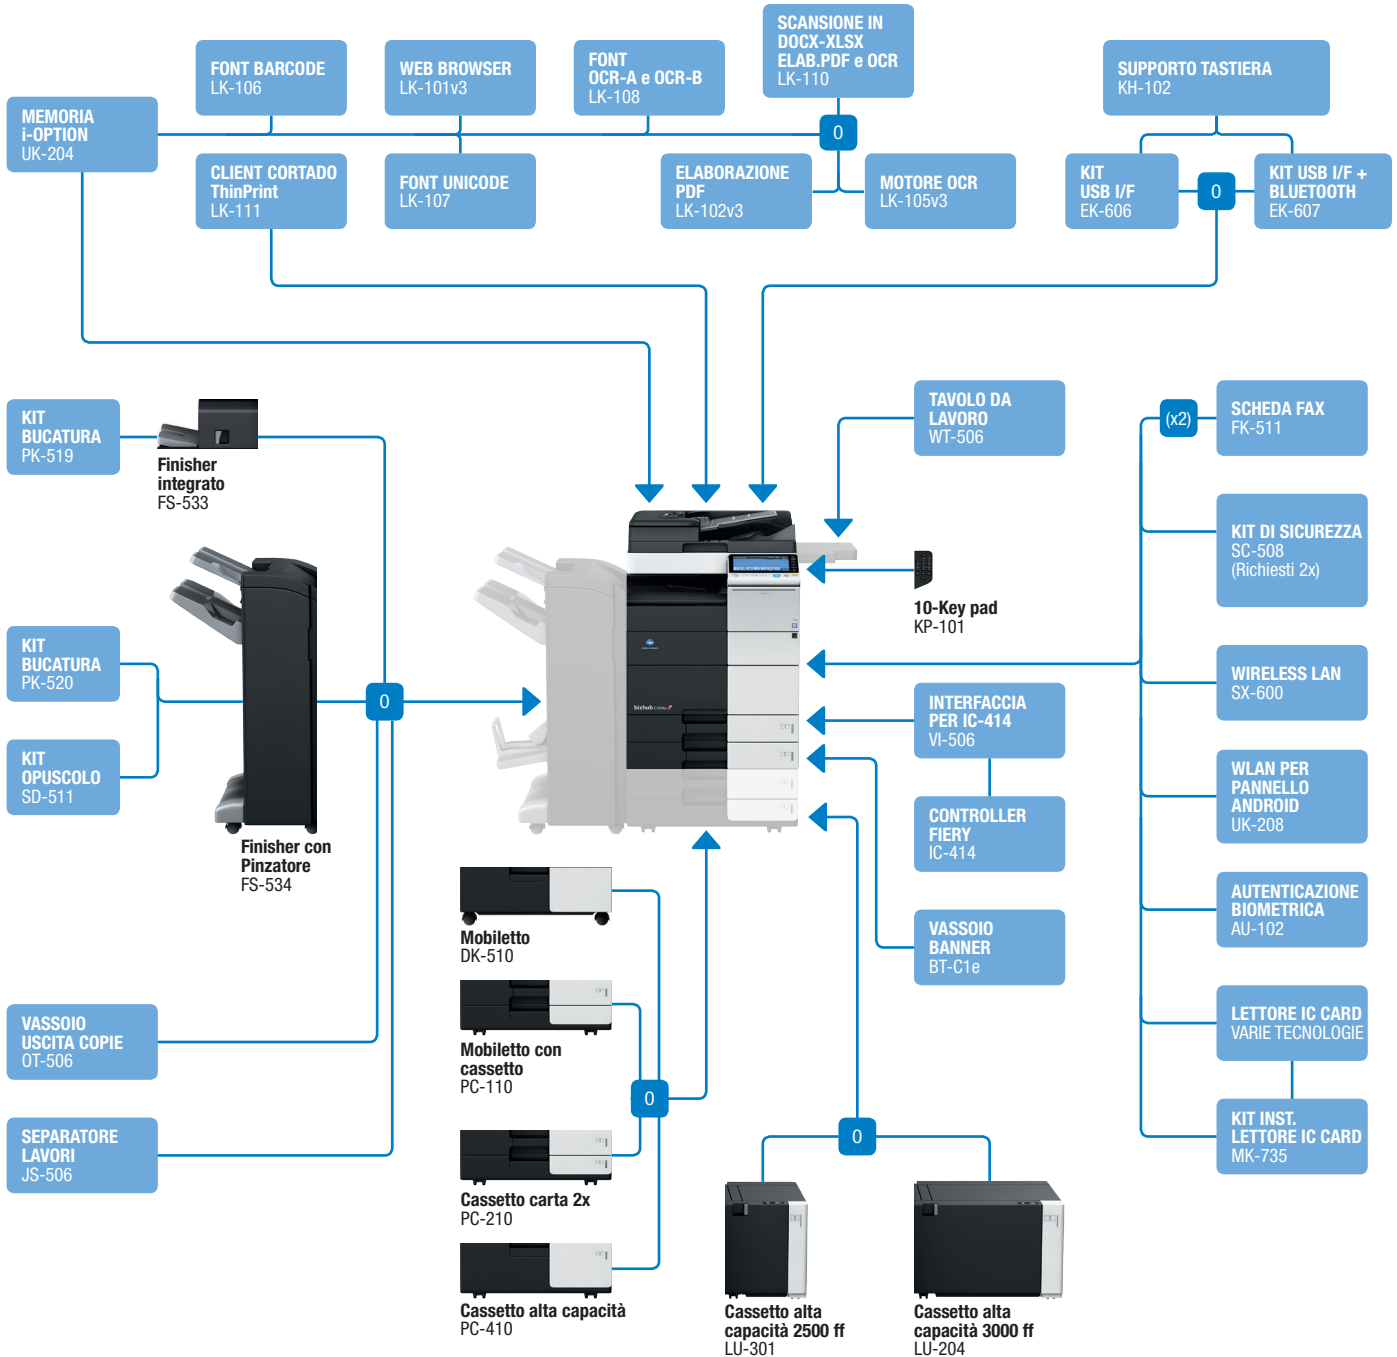 SCANSIONE IN
DOCX-XLSX
ELAB.PDF e OCR
LK-110
FONT BARCODE
LK-106
WEB BROWSER
LK-101v3
FONT
OCR-A e OCR-B
LK-108
SUPPORTO TASTIERA
KH-102
MEMORIA
i-OPTION
UK-204
0
CLIENT CORTADO
ThinPrint
LK-111
FONT UNICODE
LK-107
ELABORAZIONE
PDF
LK-102v3
MOTORE OCR
LK-105v3
KIT
USB I/F
EK-606
0
KIT USB I/F +
BLUETOOTH
EK-607
KIT
BUCATURA
PK-519
Finisher
integrato
FS-533
TAVOLO DA
LAVORO
WT-506
(x2)
SCHEDA FAX
FK-511
KIT DI SICUREZZA
SC-508
(Richiesti 2x)
10-Key pad
KP-101
KIT
BUCATURA
PK-520
WIRELESS LAN
SX-600
0
bizhub C454e
INTERFACCIA
PER IC-414
VI-506
KIT
OPUSCOLO
SD-511
WLAN PER
PANNELLO
ANDROID
UK-208
CONTROLLER
FIERY
IC-414
Finisher con
Pinzatore
FS-534
AUTENTICAZIONE
BIOMETRICA
AU-102
Mobiletto
DK-510
VASSOIO
BANNER
BT-C1e
VASSOIO
USCITA COPIE
OT-506
LETTORE IC CARD
VARIE TECNOLOGIE
Mobiletto con
cassetto
PC-110
0
SEPARATORE
LAVORI
JS-506
0
KIT INST.
LETTORE IC CARD
MK-735
Cassetto carta 2x
PC-210
Cassetto alta capacità
PC-410
Cassetto alta
capacità 2500 ff
LU-301
Cassetto alta
capacità 3000 ff
LU-204